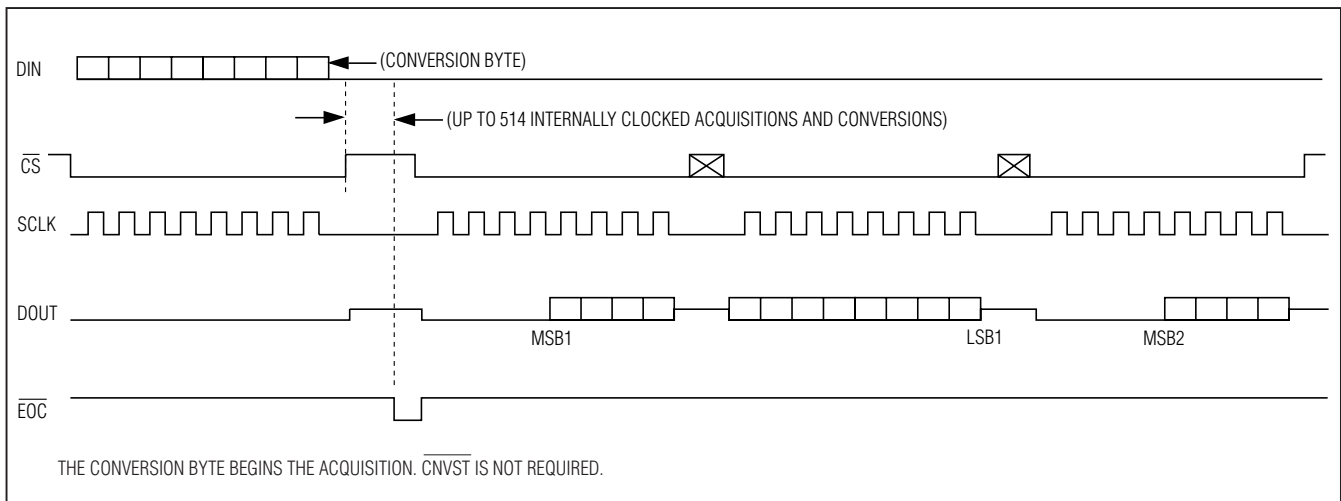 DIN
(CONVERSION BYTE)
(UP TO 514 INTERNALLY CLOCKED ACQUISITIONS AND CONVERSIONS)
CS
SCLK
DOUT
MSB1
LSB1
MSB2
EOC
THE CONVERSION BYTE BEGINS THE ACQUISITION. CNVST IS NOT REQUIRED.